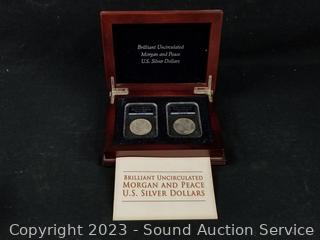 Brilliant Uncirculated
Morgan and Peace
U.S. Silver Dollars
BRILLIANT UNCIRCULATED
MORGAN AND PEACE
U.S. SILVER DOLLARS
Copyright © 2023 - Sound Auction Service